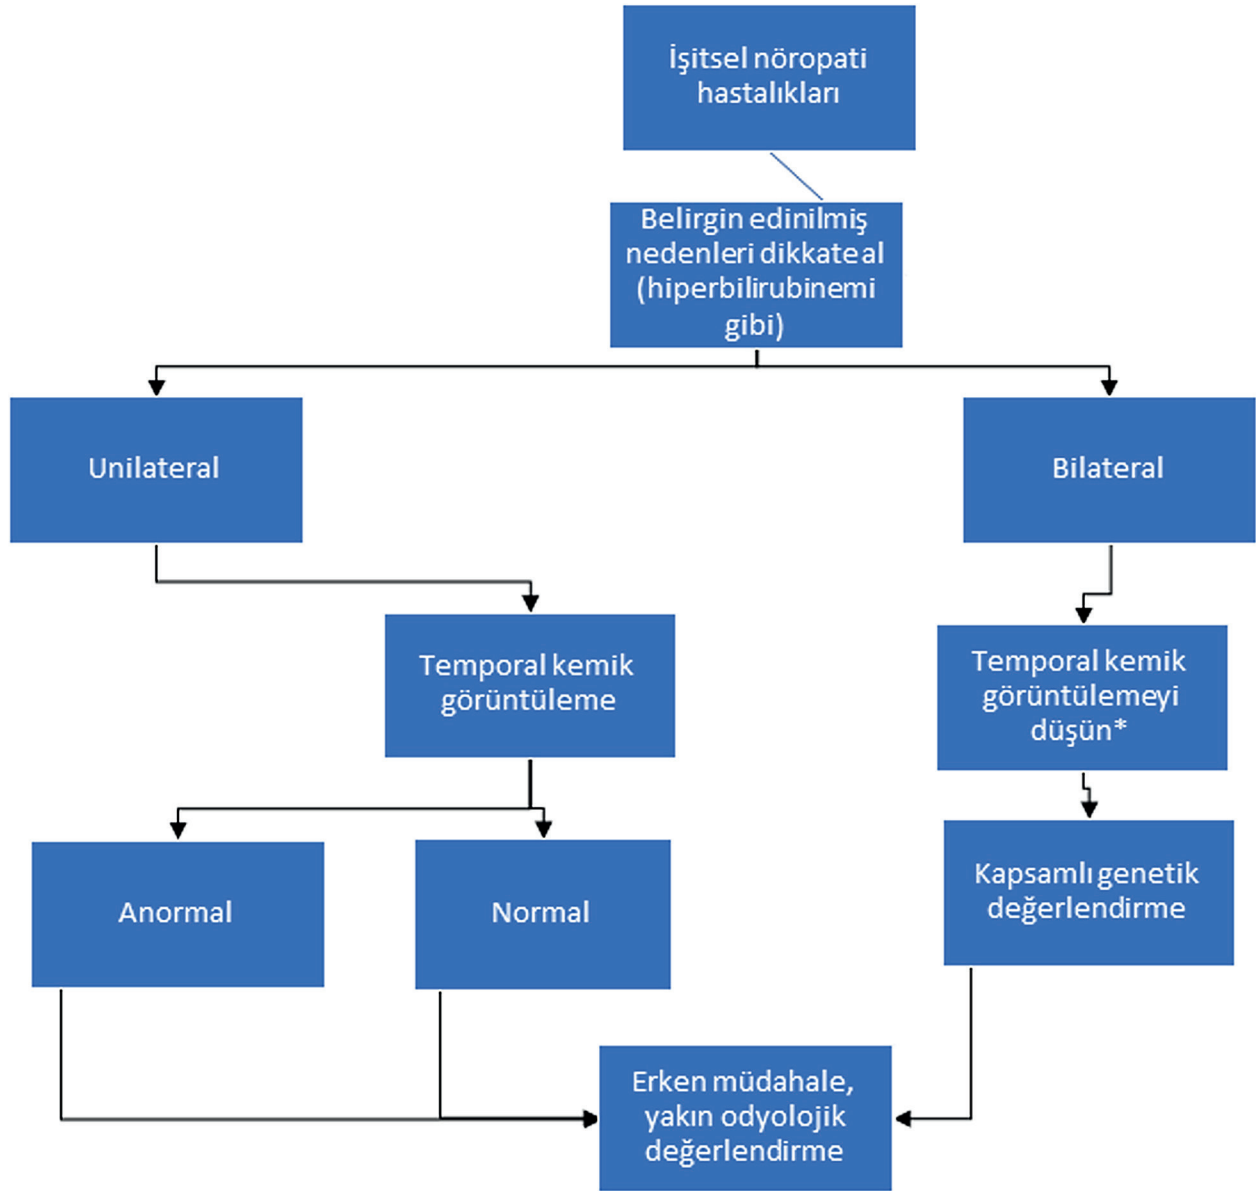 İşitsel nöropati
hastalıkları
Belirgin edinilmiş
nedenleri dikkate al
(hiperbilirubinemi
gibi)
Unilateral
Bilateral
Temporal kemik
görüntüleme
Temporal kemik
görüntülemeyi
düşün*
Anormal
Normal
Kapsamlı genetik
değerlendirme
Erken müdahale,
yakın odyolojik
değerlendirme